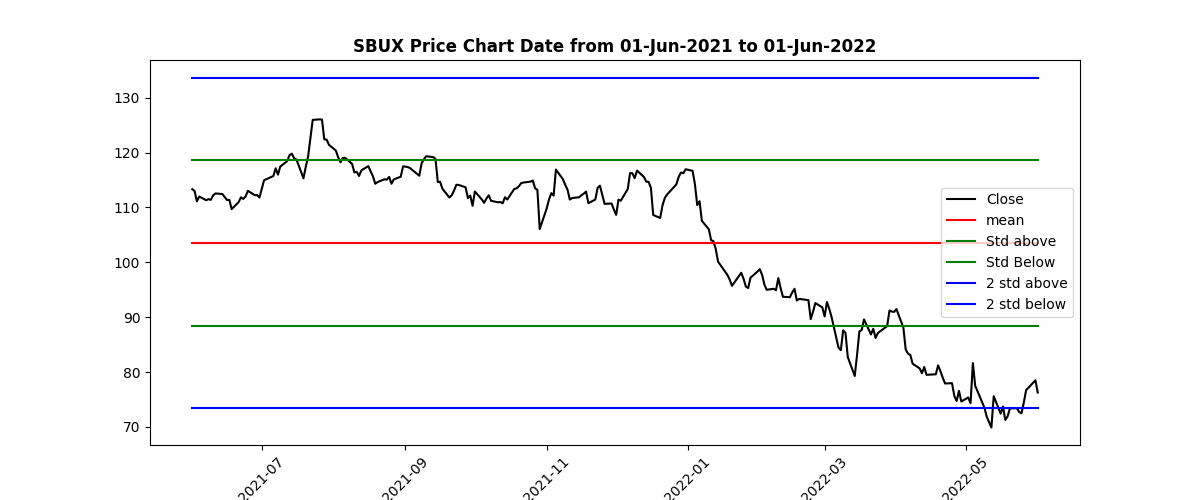 SBUX Price Chart Date from 01-Jun-2021 to 01-Jun-2022
130
120
110
100
90
80
70
Close
mean
Std above
Std Below
2 std above
2 std below
2021-07
2021-09
2021-11
2022-01
2022-03
2022-05